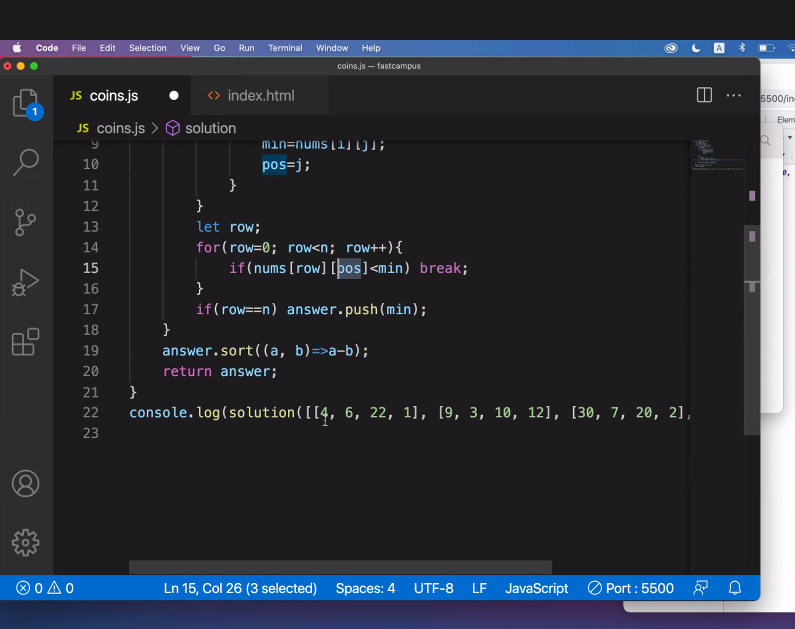 Code File Edit Selection View Go Run Terminal Window Help A
coins.js — fastcampus
JS coins.js <> index.html
JS coins.js > solution
5500/in
Elem
1
9 min=nums[i][j];
10 pos=j;
11 }
12 }
13 let row;
14 for(row=0; row<n; row++){
15 if(nums[row][pos]<min) break;
16 }
17 if(row==n) answer.push(min);
18 }
19 answer.sort((a, b)=>a-b);
20 return answer;
21 }
22 console.log(solution([[4, 6, 22, 1], [9, 3, 10, 12], [30, 7, 20, 2],
23
0 0 Ln 15, Col 26 (3 selected) Spaces: 4 UTF-8 LF JavaScript Port : 5500